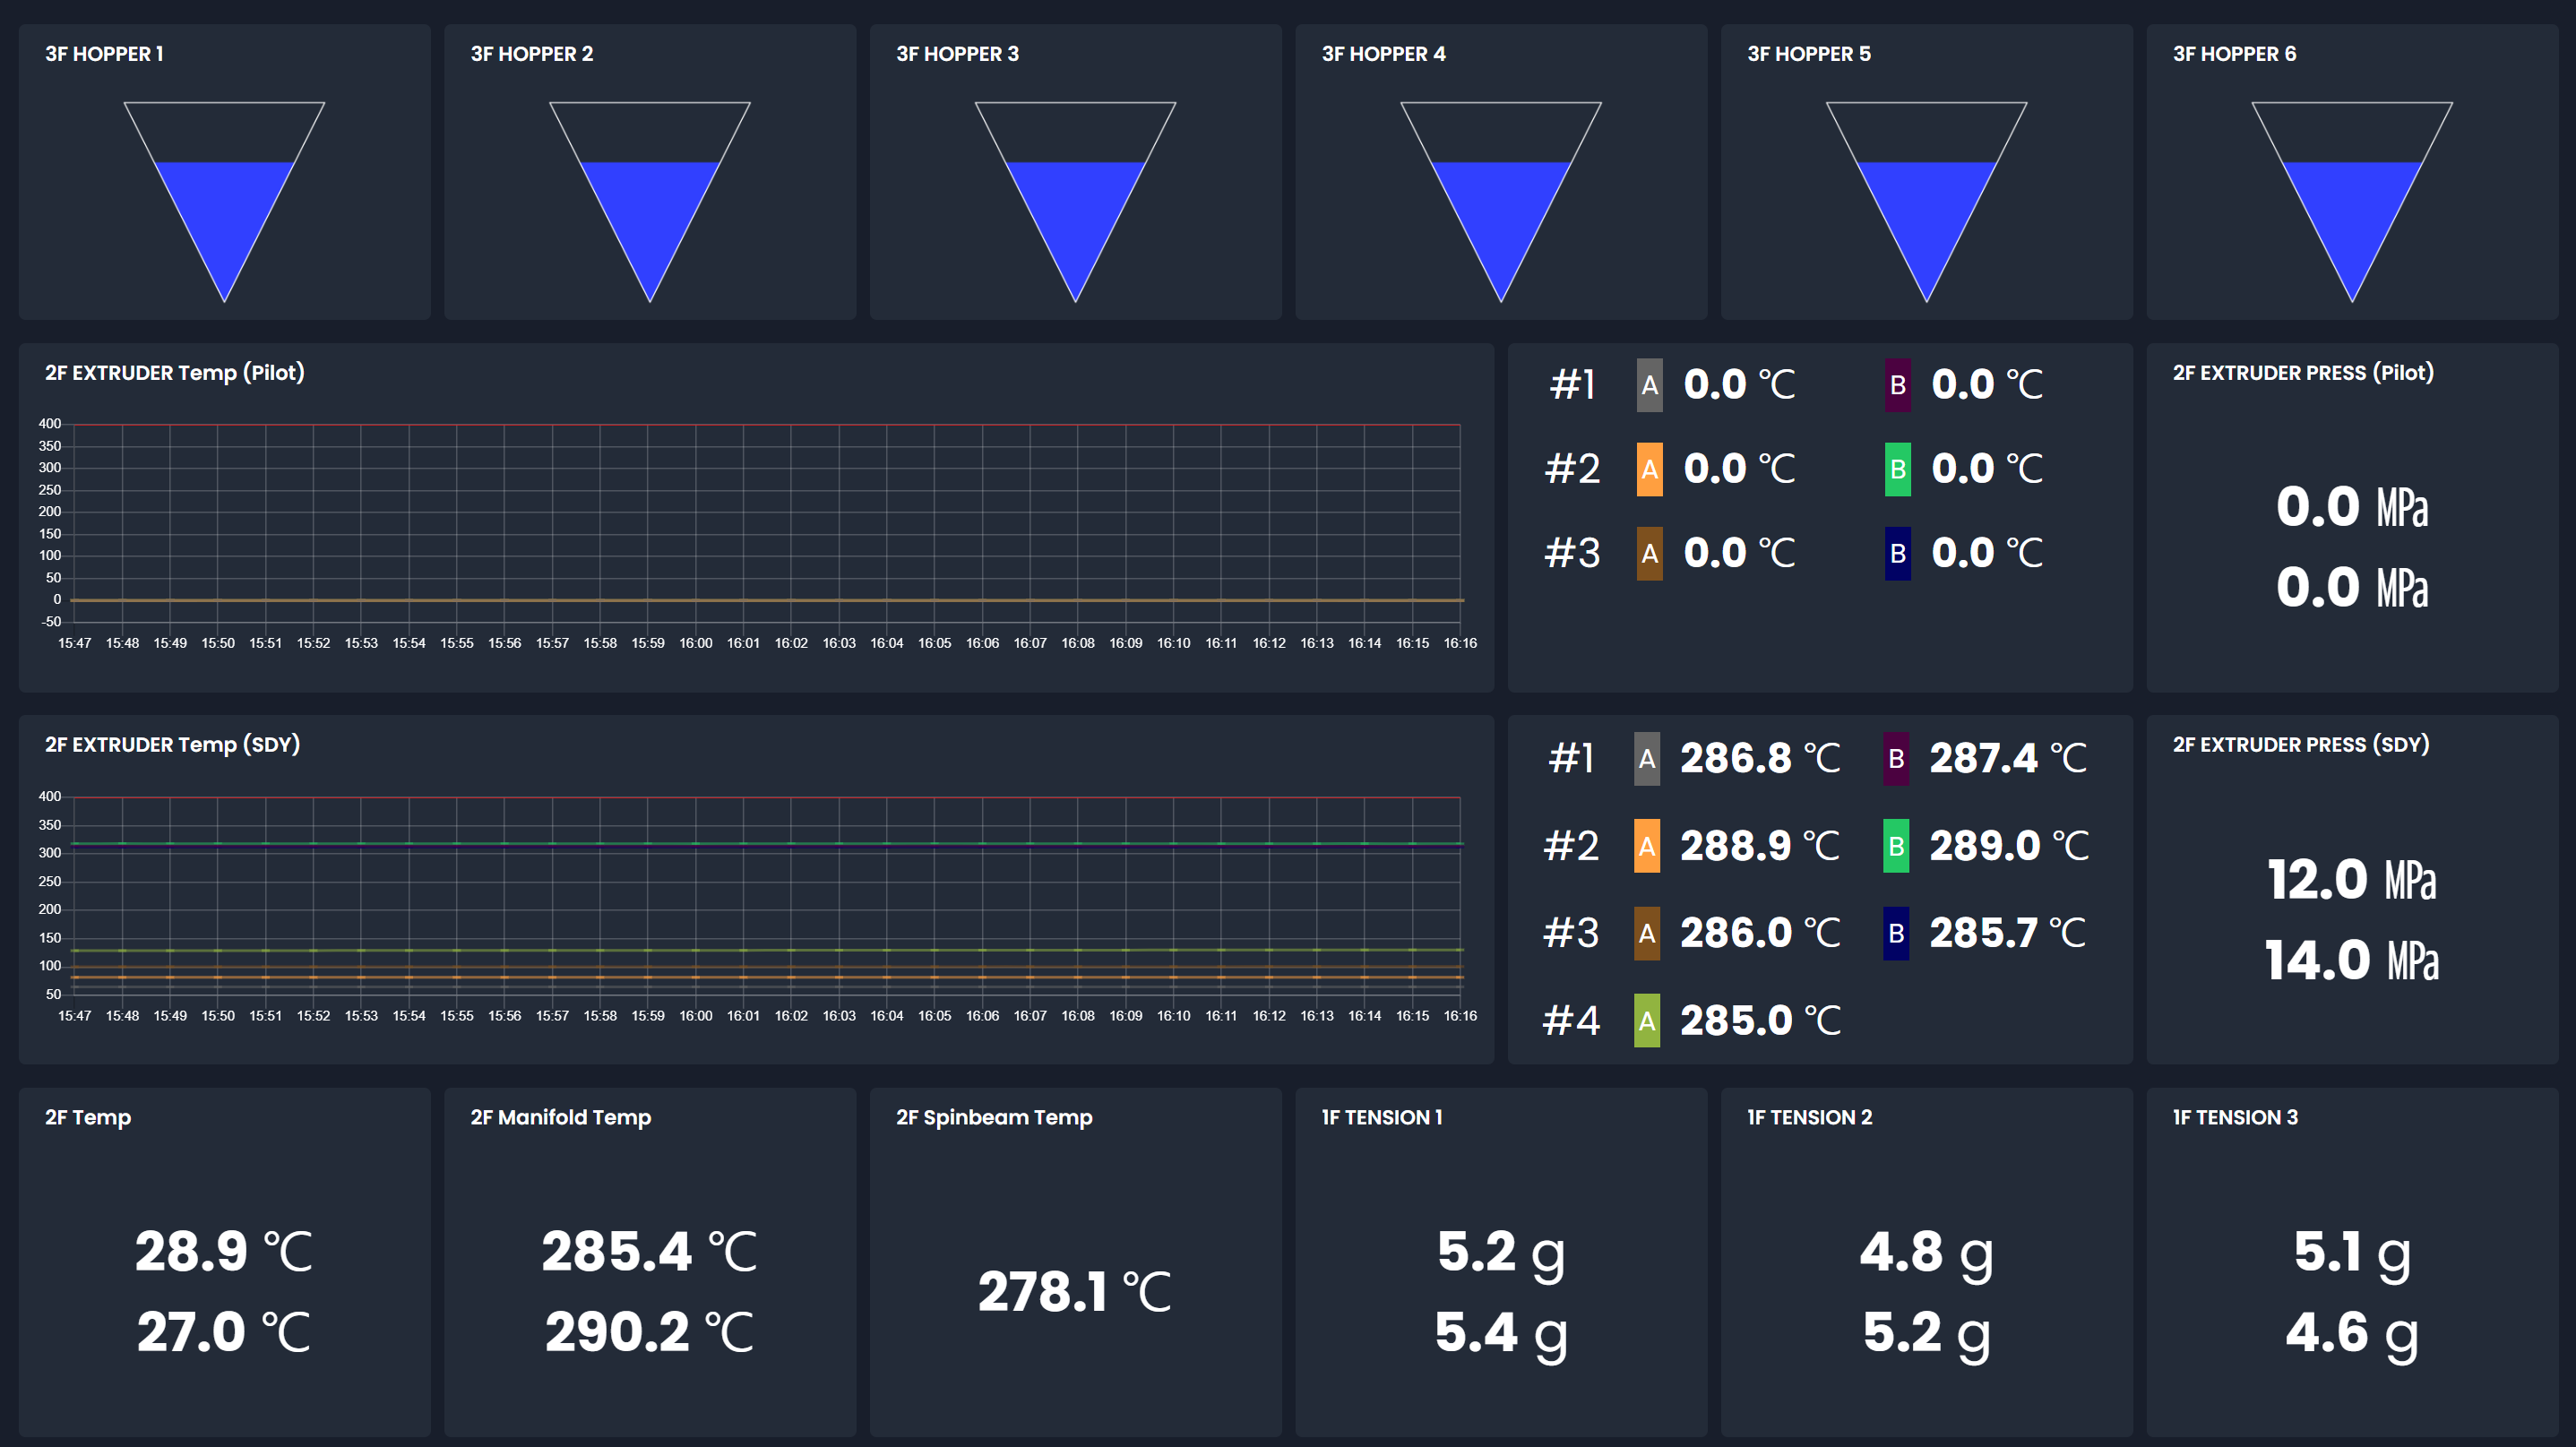 3F HOPPER 1
3F HOPPER 2
3F HOPPER 3
3F HOPPER 4
3F HOPPER 5
3F HOPPER 6
2F EXTRUDER Temp (Pilot)
400
350
300
250
200
150
100
50
0
-50
15:47 15:48 15:49 15:50 15:51 15:52 15:53 15:54 15:55 15:56 15:57 15:58 15:59 16:00 16:01 16:02 16:03 16:04 16:05 16:06 16:07 16:08 16:09 16:10 16:11 16:12 16:13 16:14 16:15 16:16
#1 A 0.0 ℃ B 0.0 ℃
#2 A 0.0 ℃ B 0.0 ℃
#3 A 0.0 ℃ B 0.0 ℃
2F EXTRUDER PRESS (Pilot)
0.0 MPa
0.0 MPa
2F EXTRUDER Temp (SDY)
400
350
300
250
200
150
100
50
15:47 15:48 15:49 15:50 15:51 15:52 15:53 15:54 15:55 15:56 15:57 15:58 15:59 16:00 16:01 16:02 16:03 16:04 16:05 16:06 16:07 16:08 16:09 16:10 16:11 16:12 16:13 16:14 16:15 16:16
#1 A 286.8 ℃ B 287.4 ℃
#2 A 288.9 ℃ B 289.0 ℃
#3 A 286.0 ℃ B 285.7 ℃
#4 A 285.0 ℃
2F EXTRUDER PRESS (SDY)
12.0 MPa
14.0 MPa
2F Temp
28.9 ℃
27.0 ℃
2F Manifold Temp
285.4 ℃
290.2 ℃
2F Spinbeam Temp
278.1 ℃
1F TENSION 1
5.2 g
5.4 g
1F TENSION 2
4.8 g
5.2 g
1F TENSION 3
5.1 g
4.6 g